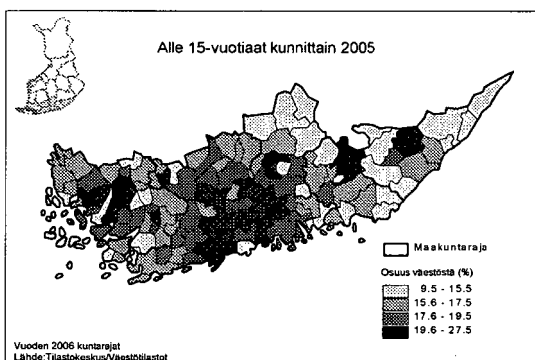 Alle 15-vuotiaat kunnittain 2005
Maakuntaraja
Osuus väestöstä (%)
9.5 - 15.5
15.6 - 17.5
17.6 - 19.5
19.6 - 27.5
Vuoden 2006 kuntarajat
Lähde:Tilastokeskus/Väestötilastot